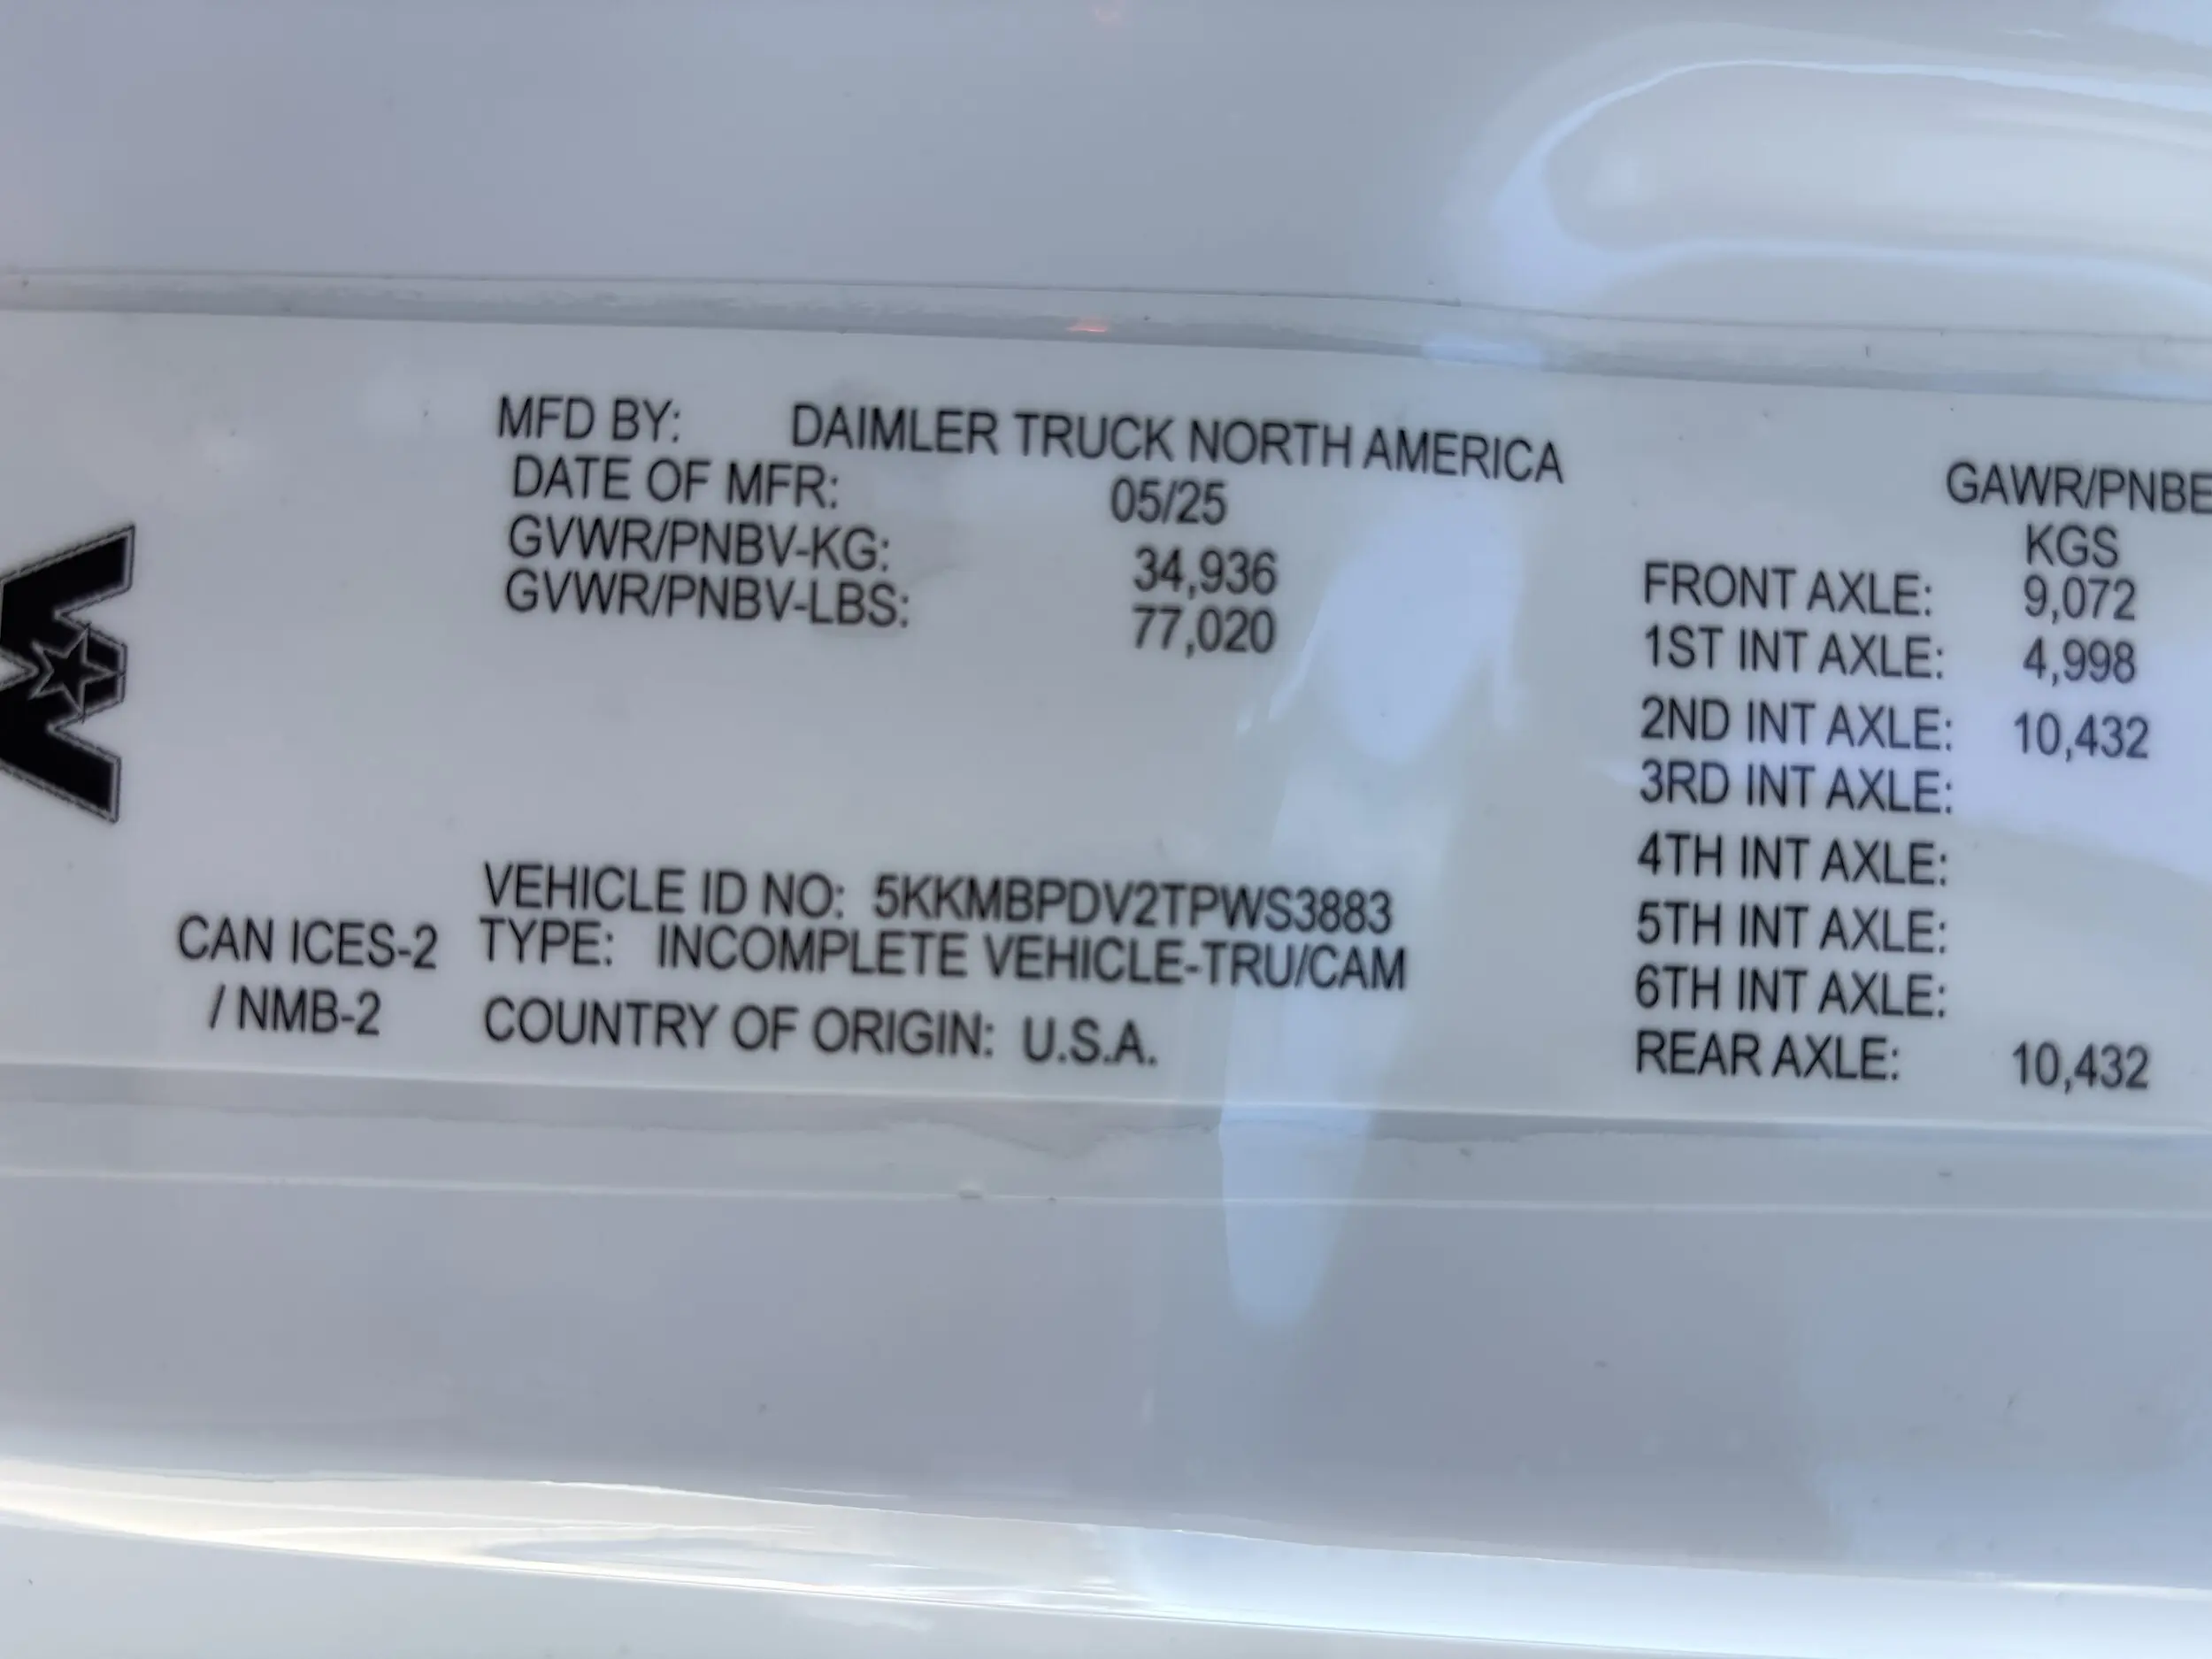 MFD BY: DAIMLER TRUCK NORTH AMERICA
DATE OF MFR: 05/25
GVWR/PNBV-KG: 34,936
GVWR/PNBV-LBS: 77,020
VEHICLE ID NO: 5KKMBPDV2TPWS3883
CAN ICES-2 TYPE: INCOMPLETE VEHICLE-TRU/CAM
/ NMB-2 COUNTRY OF ORIGIN: U.S.A.
GAWR/PNBE
KGS
FRONT AXLE: 9,072
1ST INT AXLE: 4,998
2ND INT AXLE: 10,432
3RD INT AXLE:
4TH INT AXLE:
5TH INT AXLE:
6TH INT AXLE:
REAR AXLE: 10,432